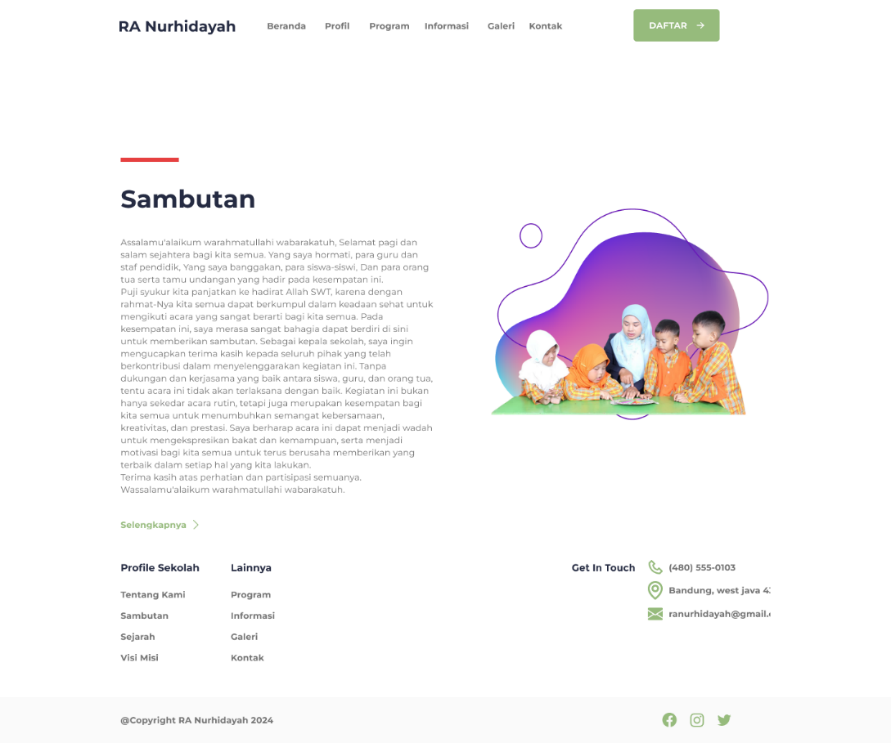 RA Nurhidayah
Beranda
Profil
Program
Informasi
Galeri
Kontak
DAFTAR
Sambutan
Assalamu'alaikum warahmatullahi wabarakatuh, Selamat pagi dan
salam sejahtera bagi kita semua. Yang saya hormati, para guru dan
staf pendidik, Yang saya banggakan, para siswa-siswi, Dan para orang
tua serta tamu undangan yang hadir pada kesempatan ini.
Puji syukur kita panjatkan ke hadirat Allah SWT, karena dengan
rahmat-Nya kita semua dapat berkumpul dalam keadaan sehat untuk
mengikuti acara yang sangat berarti bagi kita semua. Pada
kesempatan ini, saya merasa sangat bahagia dapat berdiri di sini
untuk memberikan sambutan. Sebagai kepala sekolah, saya ingin
mengucapkan terima kasih kepada seluruh pihak yang telah
berkontribusi dalam menyelenggarakan kegiatan ini. Tanpa
dukungan dan kerjasama yang baik antara siswa, guru, dan orang tua,
tentu acara ini tidak akan terlaksana dengan baik. Kegiatan ini bukan
hanya sekedar acara rutin, tetapi juga merupakan kesempatan bagi
kita semua untuk menumbuhkan semangat kebersamaan,
kreativitas, dan prestasi. Saya berharap acara ini dapat menjadi wadah
untuk mengekspresikan bakat dan kemampuan, serta menjadi
motivasi bagi kita semua untuk terus berusaha memberikan yang
terbaik dalam setiap hal yang kita lakukan.
Terima kasih atas perhatian dan partisipasi semuanya.
Wassalamu'alaikum warahmatullahi wabarakatuh.
Selengkapnya
Profile Sekolah
Tentang Kami
Sambutan
Sejarah
Visi Misi
Lainnya
Program
Informasi
Galeri
Kontak
Get In Touch
(480) 555-0103
Bandung, west java
ranurhidayah@gmail.
@Copyright RA Nurhidayah 2024